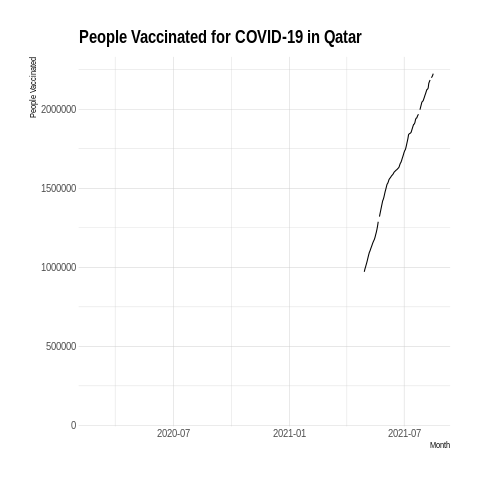 People Vaccinated for COVID-19 in Qatar
People Vaccinated
2000000
1500000
1000000
500000
0
2020-07 2021-01 2021-07
Month